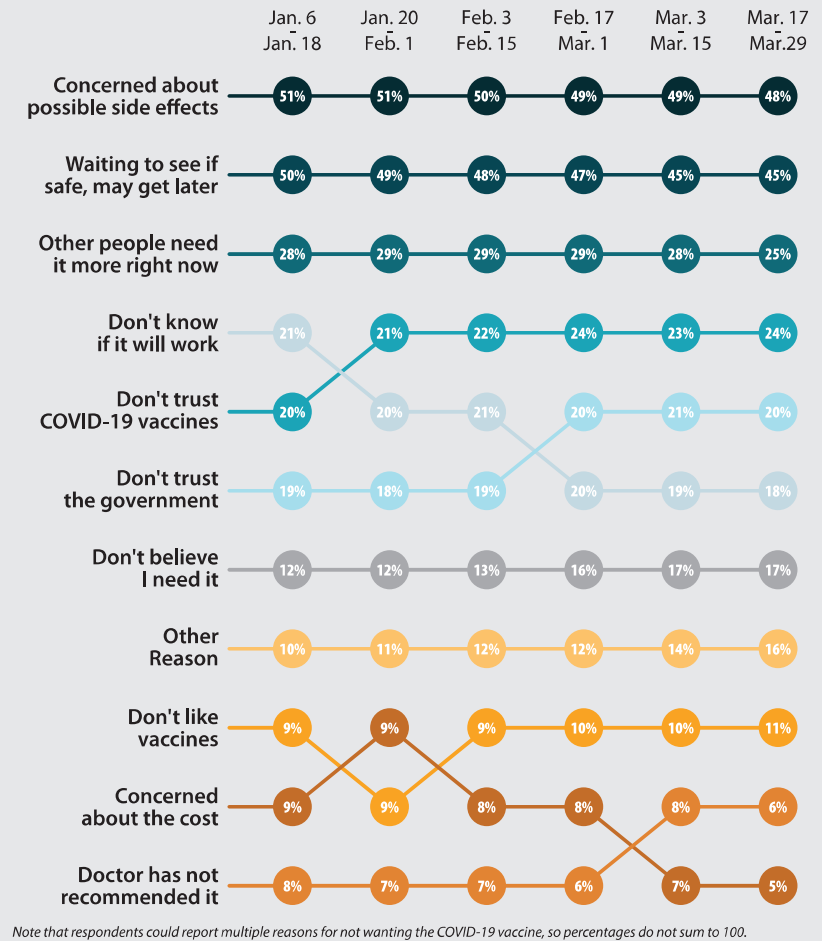 Jan. 6 Jan. 20 Feb. 3 Feb. 17 Mar. 3 Mar. 17
- - - - - -
Jan. 18 Feb. 1 Feb. 15 Mar. 1 Mar. 15 Mar.29
Concerned about
possible side effects
51% 51% 50% 49% 49% 48%
Waiting to see if
safe, may get later
50% 49% 48% 47% 45% 45%
Other people need
it more right now
28% 29% 29% 29% 28% 25%
Don't know
if it will work
21% 21% 22% 24% 23% 24%
Don't trust
COVID-19 vaccines
20% 20% 21% 20% 21% 20%
Don't trust
the government
19% 18% 19% 20% 19% 18%
Don't believe
I need it
12% 12% 13% 16% 17% 17%
Other
Reason
10% 11% 12% 12% 14% 16%
Don't like
vaccines
9% 9% 9% 10% 10% 11%
Concerned
about the cost
9% 9% 8% 8% 8% 6%
Doctor has not
recommended it
8% 7% 7% 6% 7% 5%
Note that respondents could report multiple reasons for not wanting the COVID-19 vaccine, so percentages do not sum to 100.